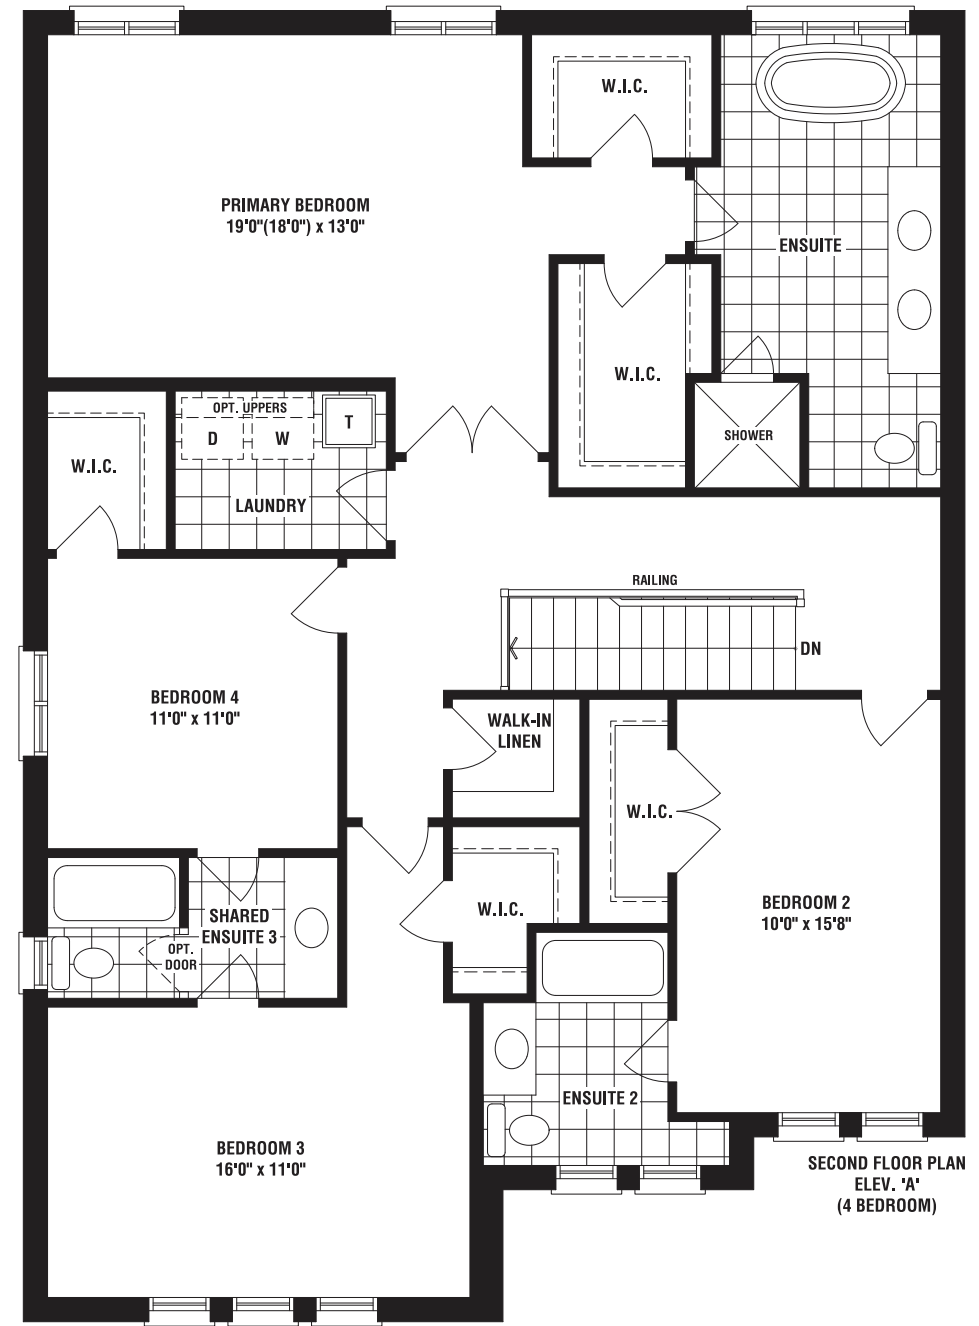 W.I.C.
PRIMARY BEDROOM
19'0"(18'0") x 13'0"
ENSUITE
W.I.C.
OPT. UPPERS
D
W
T
SHOWER
W.I.C.
LAUNDRY
RAILING
DN
BEDROOM 4
11'0" x 11'0"
WALK-IN
LINEN
W.I.C.
BEDROOM 2
10'0" x 15'8"
W.I.C.
SHARED
ENSUITE 3
OPT.
DOOR
ENSUITE 2
BEDROOM 3
16'0" x 11'0"
SECOND FLOOR PLAN
ELEV. 'A'
(4 BEDROOM)